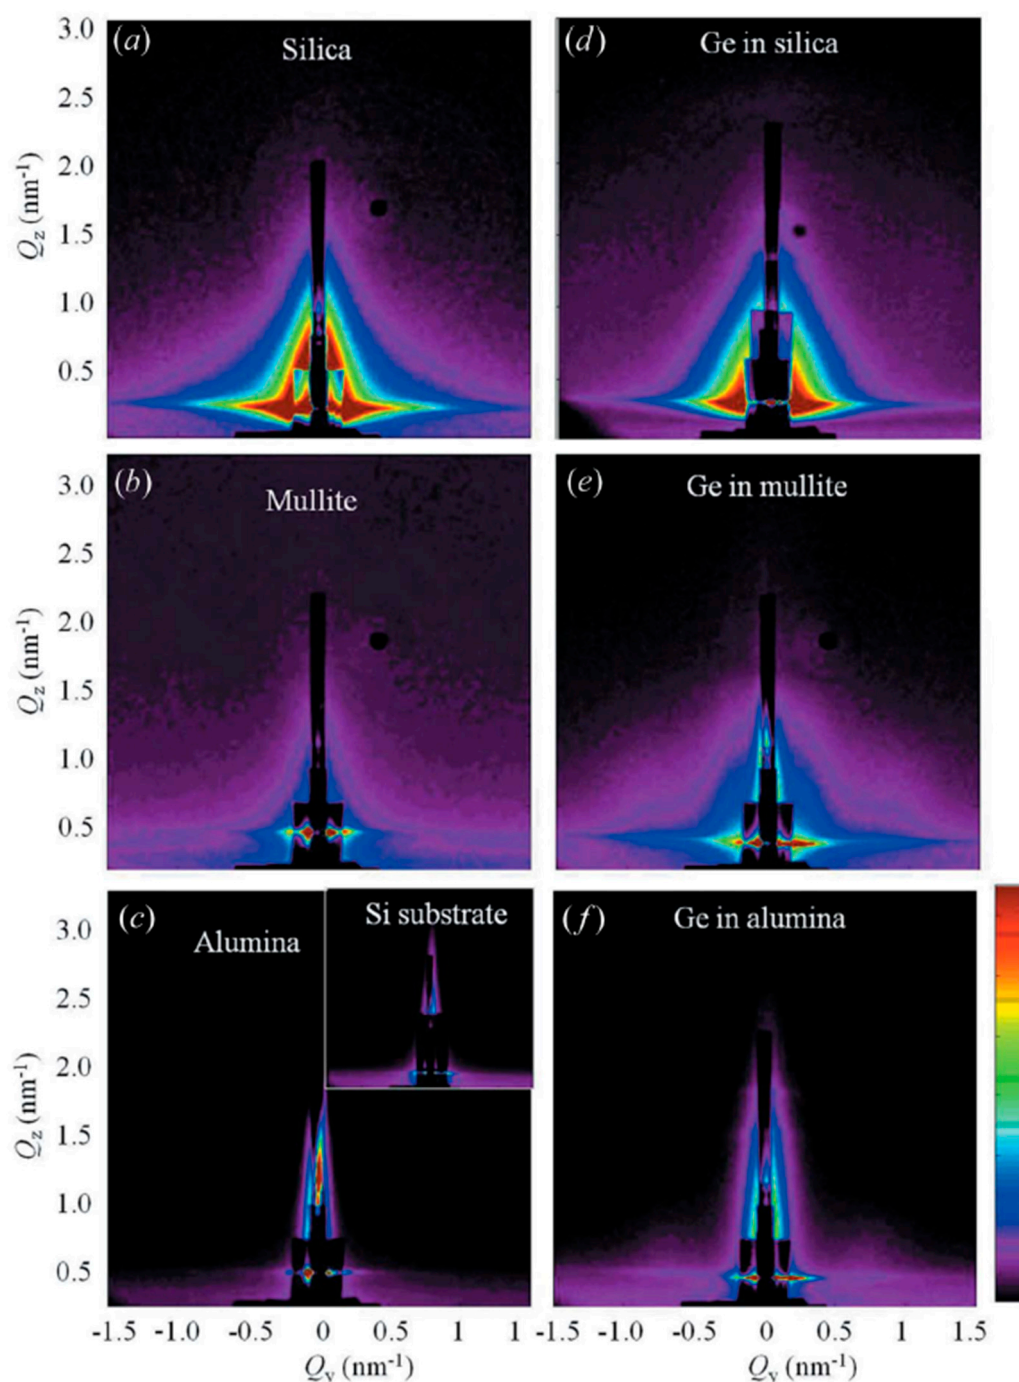 3.0
2.5
2.0
1.5
1.0
0.5
Qz (nm-1)
(a)
Silica
(d)
Ge in silica
3.0
2.5
2.0
1.5
1.0
0.5
Qz (nm-1)
(b)
Mullite
(e)
Ge in mullite
3.0
2.5
2.0
1.5
1.0
0.5
Qz (nm-1)
(c)
Alumina
Si substrate
(f)
Ge in alumina
-1.5 -1.0 -0.5 0 0.5 1 1.5
-1.0 -0.5 0 0.5 1.0 1.5
Qy (nm-1)
Qy (nm-1)